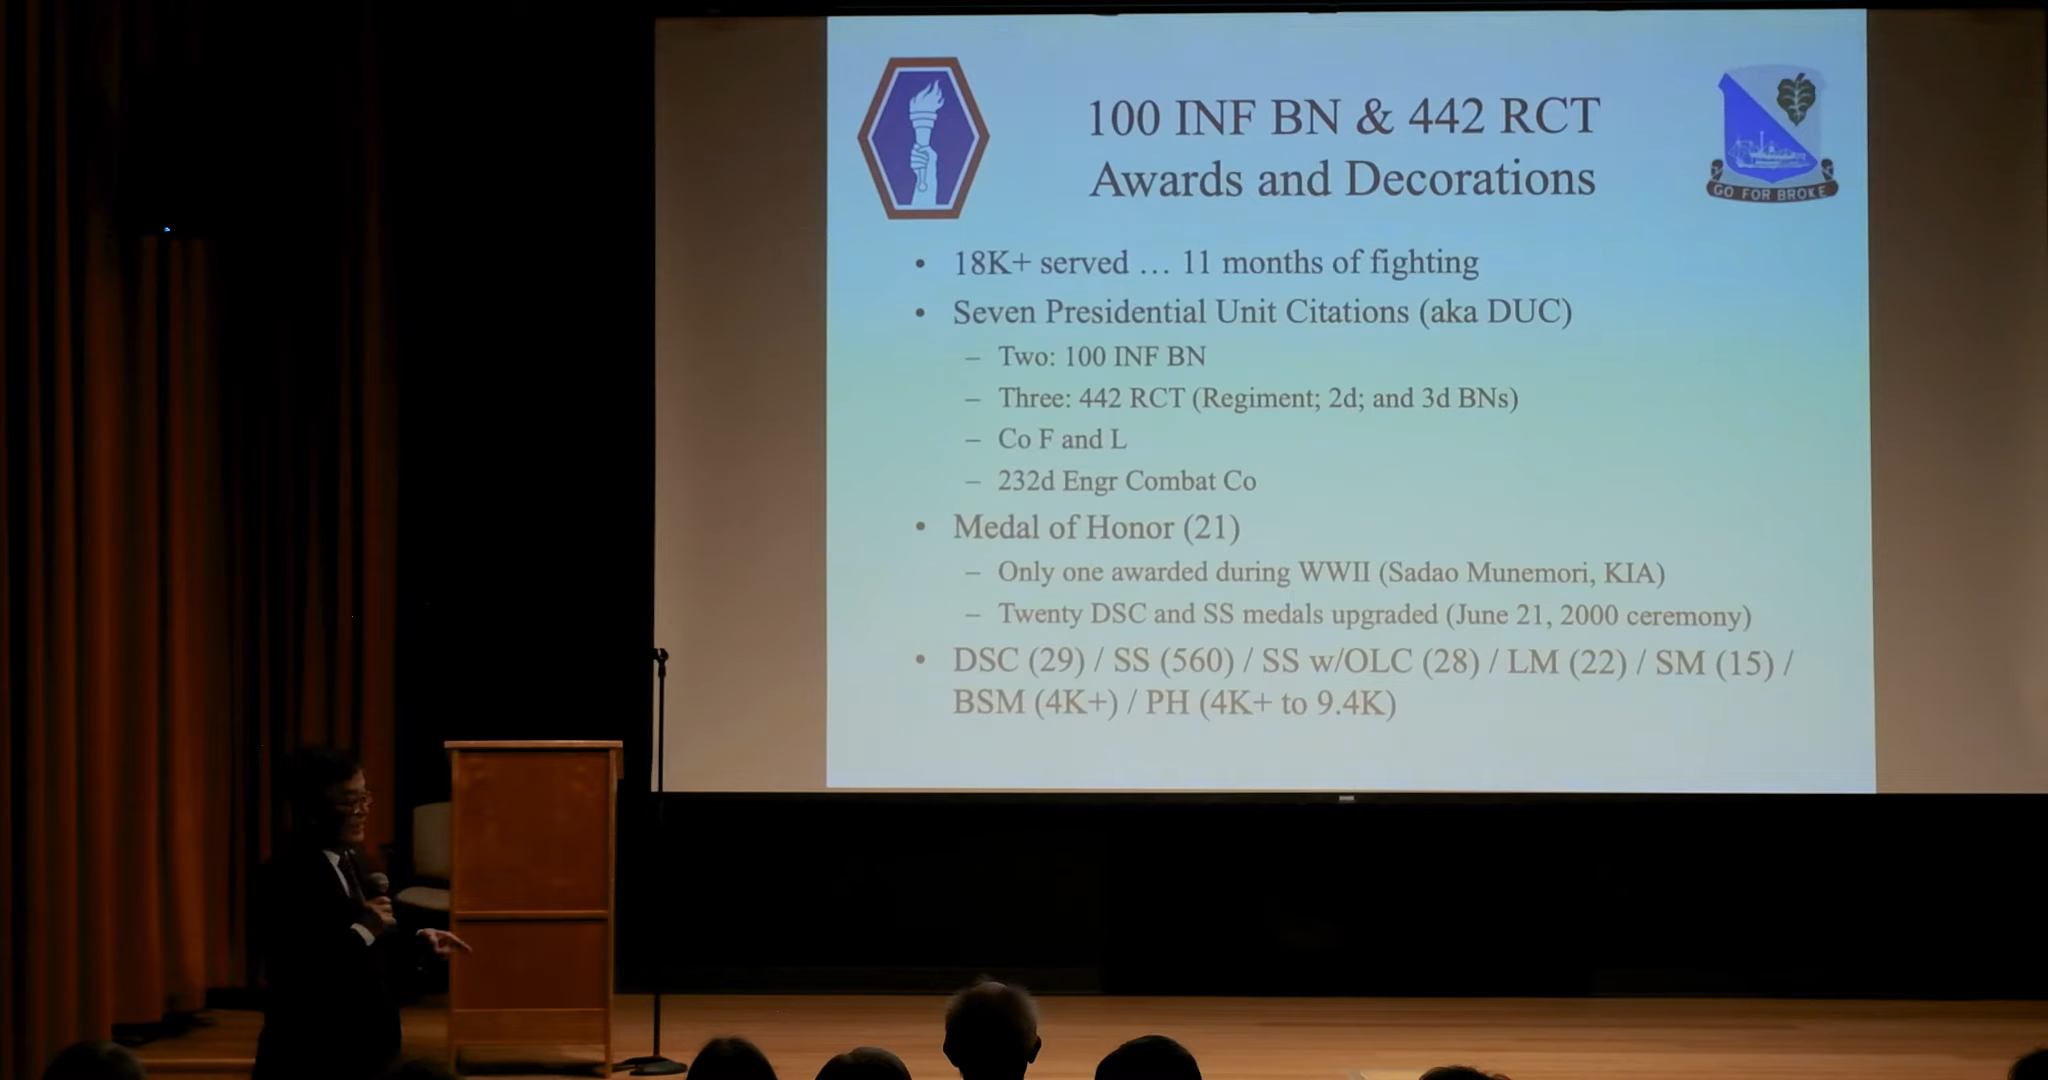 100 INF BN & 442 RCT
Awards and Decorations
GO FOR BROKE
• 18K+ served … 11 months of fighting
• Seven Presidential Unit Citations (aka DUC)
– Two: 100 INF BN
– Three: 442 RCT (Regiment; 2d; and 3d BNs)
– Co F and L
– 232d Engr Combat Co
• Medal of Honor (21)
– Only one awarded during WWII (Sadao Munemori, KIA)
– Twenty DSC and SS medals upgraded (June 21, 2000 ceremony)
• DSC (29) / SS (560) / SS w/OLC (28) / LM (22) / SM (15) /
BSM (4K+) / PH (4K+ to 9.4K)